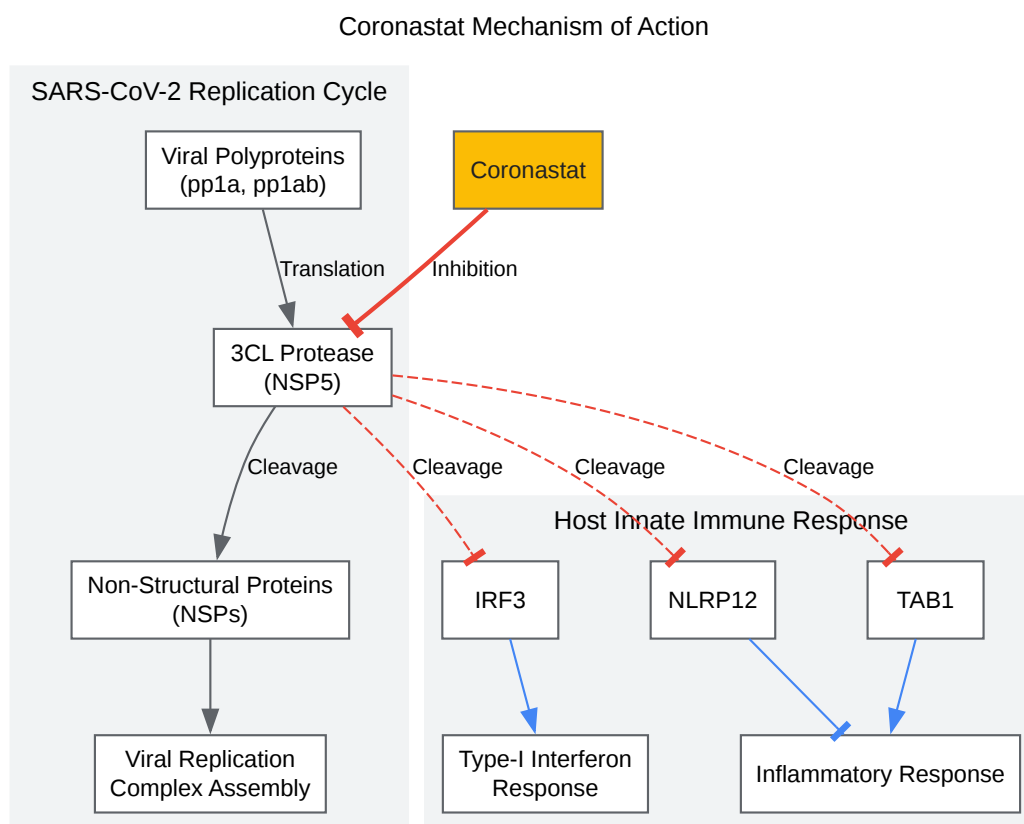 Coronastat Mechanism of Action
SARS-CoV-2 Replication Cycle
Viral Polyproteins
(pp1a, pp1ab)
Coronastat
Translation
Inhibition
3CL Protease
(NSP5)
Cleavage
Cleavage
Cleavage
Cleavage
Host Innate Immune Response
Non-Structural Proteins
(NSPs)
IRF3
NLRP12
TAB1
Viral Replication
Complex Assembly
Type-I Interferon
Response
Inflammatory Response